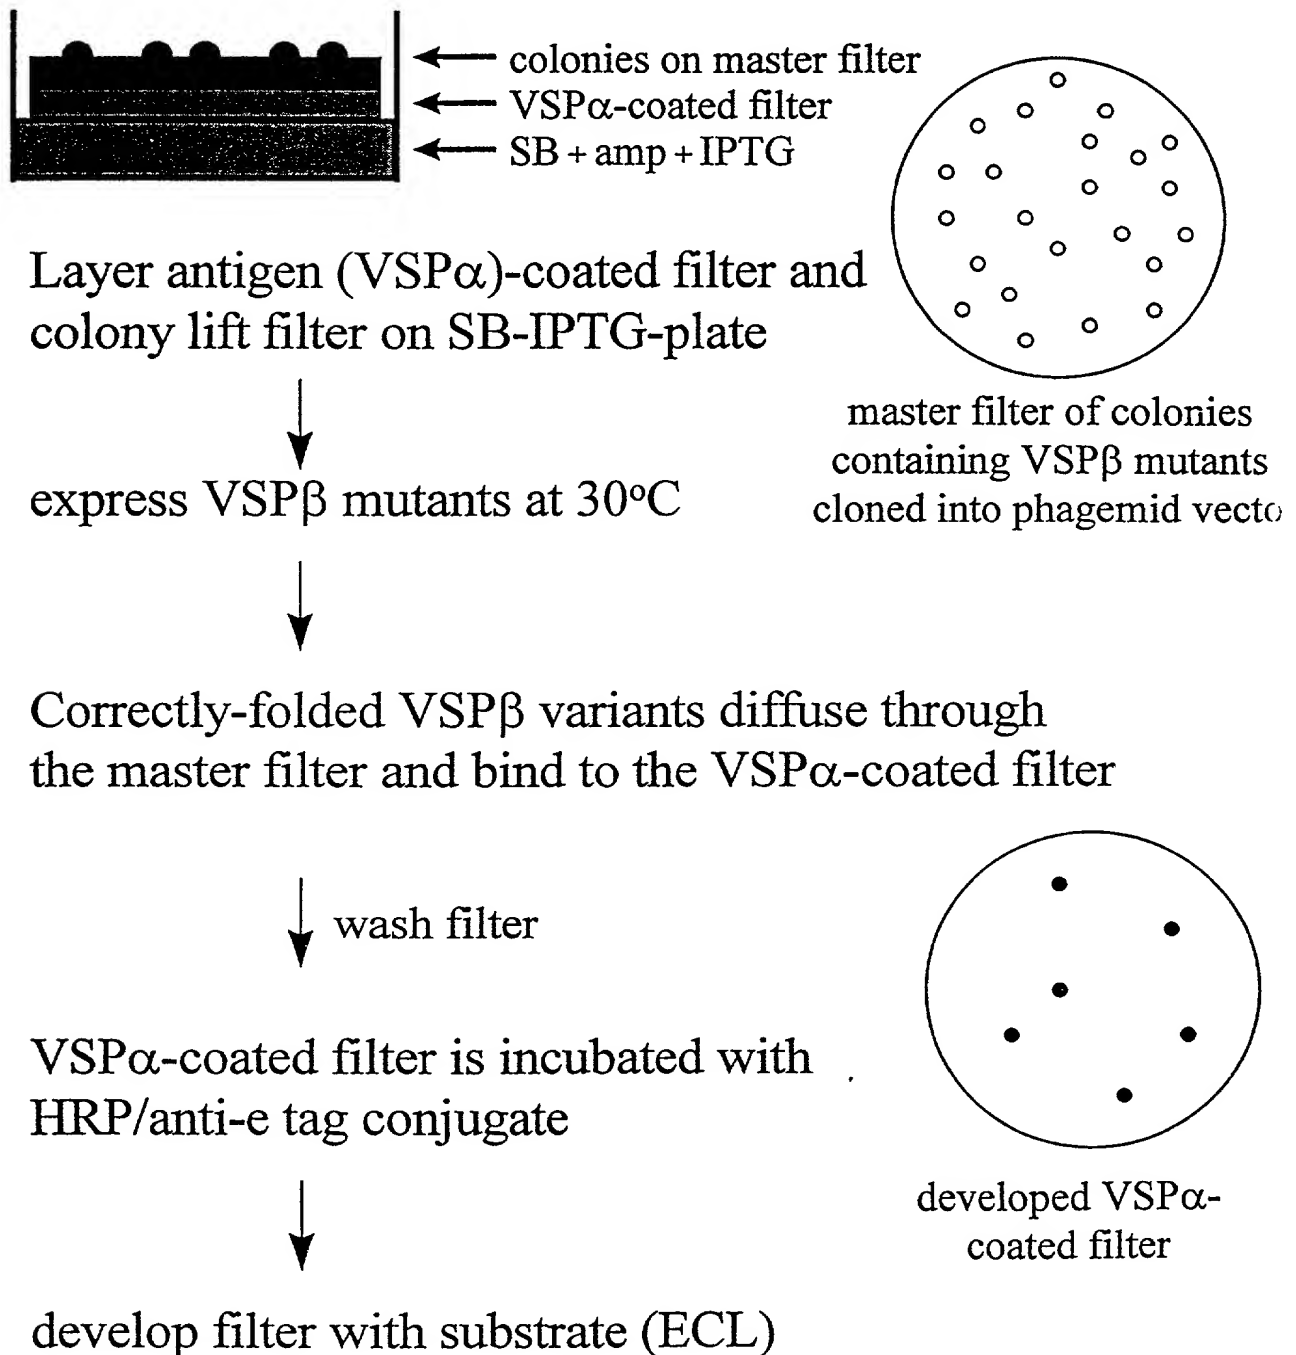 colonies on master filter
VSPα-coated filter
SB + amp + IPTG
Layer antigen (VSPα)-coated filter and
colony lift filter on SB-IPTG-plate
master filter of colonies
containing VSPβ mutants
cloned into phagemid vecto
express VSPβ mutants at 30°C
Correctly-folded VSPβ variants diffuse through
the master filter and bind to the VSPα-coated filter
wash filter
VSPα-coated filter is incubated with
HRP/anti-e tag conjugate
developed VSPα-
coated filter
develop filter with substrate (ECL)